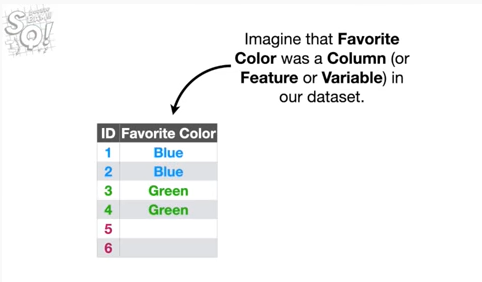 SQ!
Imagine that Favorite
Color was a Column (or
Feature or Variable) in
our dataset.
ID Favorite Color
1 Blue
2 Blue
3 Green
4 Green
5
6